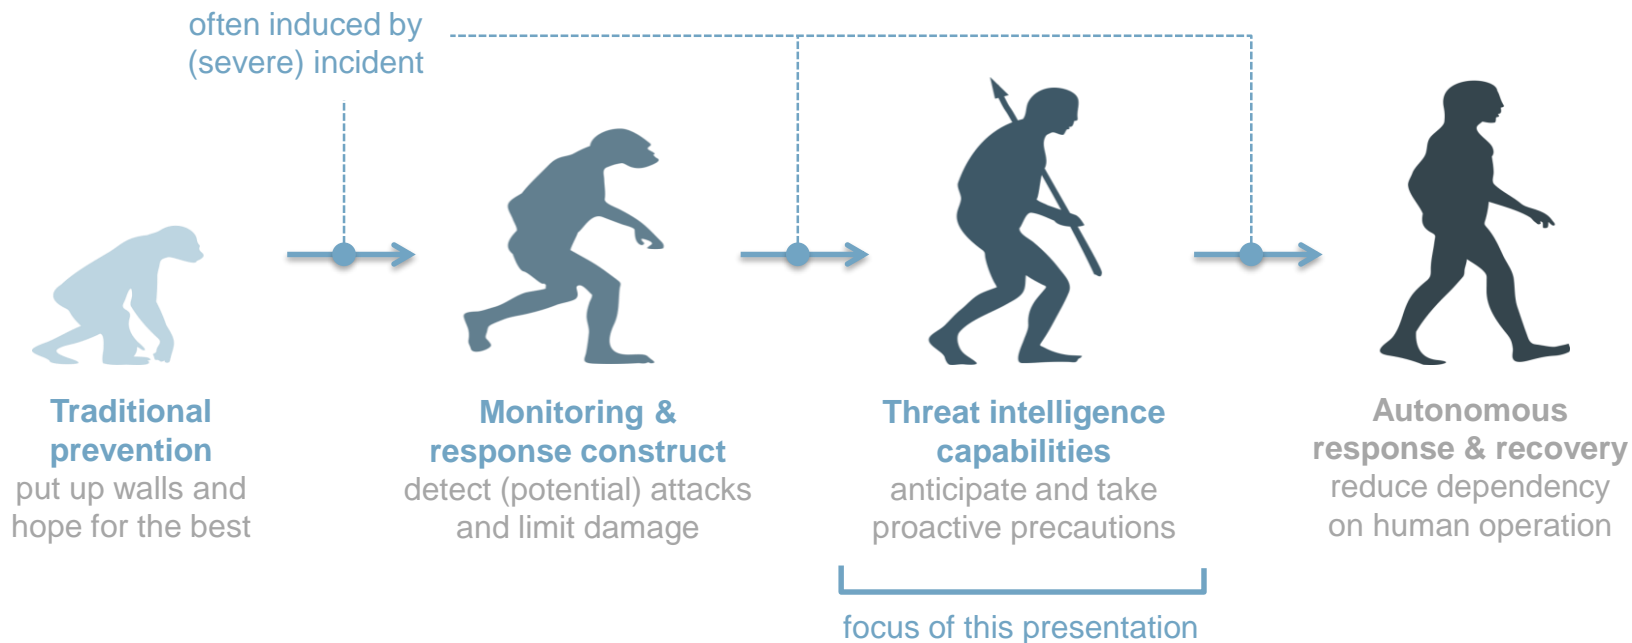 often induced by
(severe) incident
Traditional
prevention
put up walls and
hope for the best
Monitoring &
response construct
detect (potential) attacks
and limit damage
Threat intelligence
capabilities
anticipate and take
proactive precautions
Autonomous
response & recovery
reduce dependency
on human operation
focus of this presentation